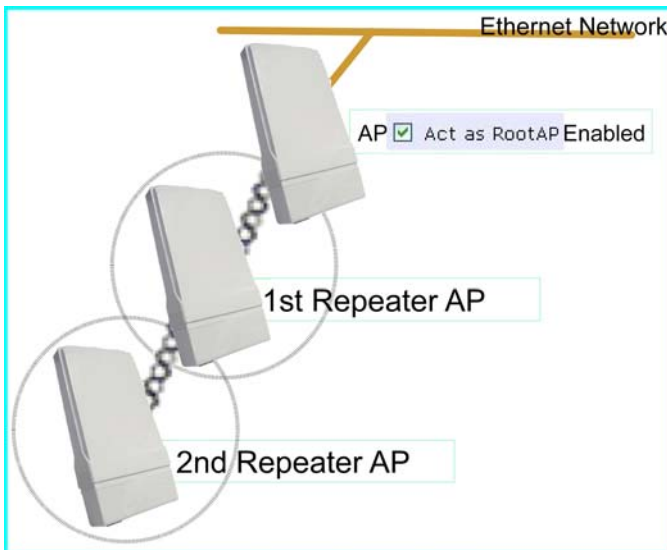 Ethernet Network
AP Act as RootAP Enabled
1st Repeater AP
2nd Repeater AP